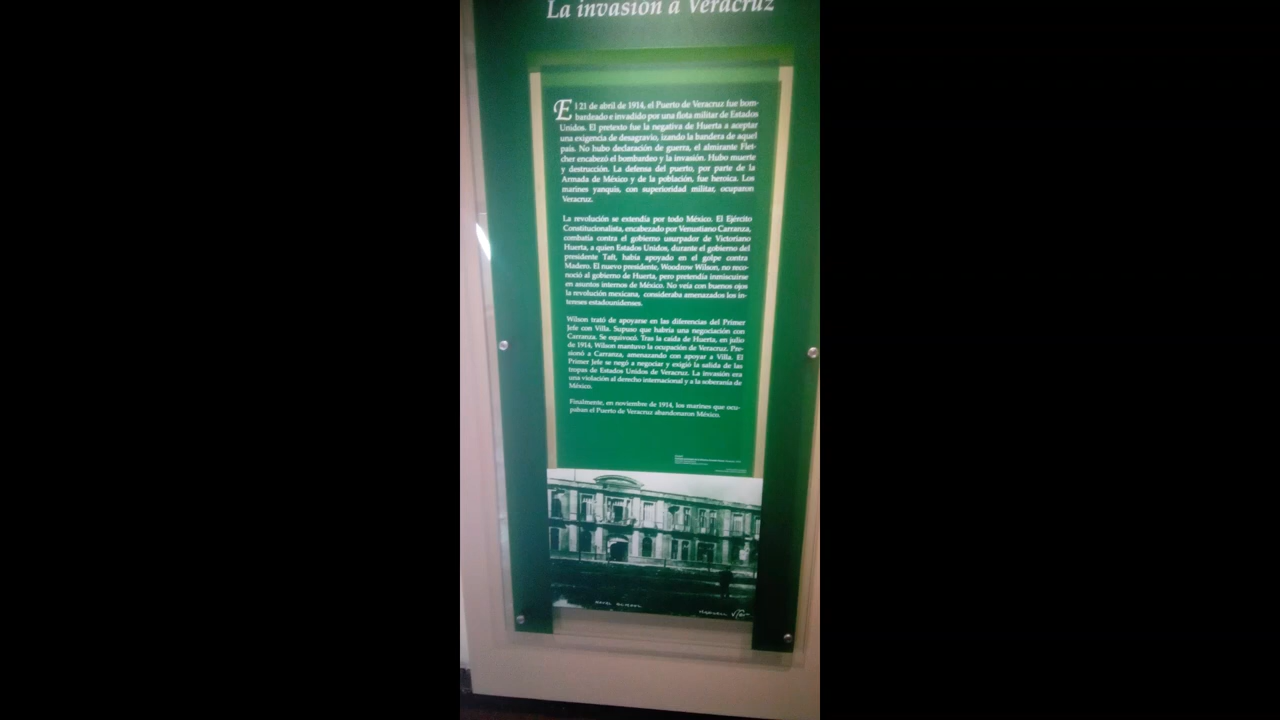 La invasión a Veracruz
El 21 de abril de 1914, el Puerto de Veracruz fue bom-
bardeado e invadido por una flota militar de Estados
Unidos. El pretexto fue la negativa de Huerta a aceptar
una exigencia de desagravio, izando la bandera de aquel
país. No hubo declaración de guerra, el almirante Flet-
cher encabezó el bombardeo y la invasión. Hubo muerte
y destrucción. La defensa del puerto, por parte de la
Armada de México y de la población, fue heroica. Los
marines yanquis, con superioridad militar, ocuparon
Veracruz.
La revolución se extendía por todo México. El Ejército
Constitucionalista, encabezado por Venustiano Carranza,
combatía contra el gobierno usurpador de Victoriano
Huerta, a quien Estados Unidos, durante el gobierno del
presidente Taft, había apoyado en el golpe contra
Madero. El nuevo presidente, Woodrow Wilson, no reco-
noció al gobierno de Huerta, pero pretendía inmiscuirse
en asuntos internos de México. No veía con buenos ojos
la revolución mexicana, consideraba amenazados los in-
tereses estadounidenses.
Wilson trató de apoyarse en las diferencias del Primer
Jefe con Villa. Supuso que habría una negociación con
Carranza. Se equivocó. Tras la caída de Huerta, en julio
de 1914, Wilson mantuvo la ocupación de Veracruz. Pre-
sionó a Carranza, amenazando con apoyar a Villa. El
Primer Jefe se negó a negociar y exigió la salida de las
tropas de Estados Unidos de Veracruz. La invasión era
una violación al derecho internacional y a la soberanía de
México.
Finalmente, en noviembre de 1914, los marines que ocu-
paban el Puerto de Veracruz abandonaron México.